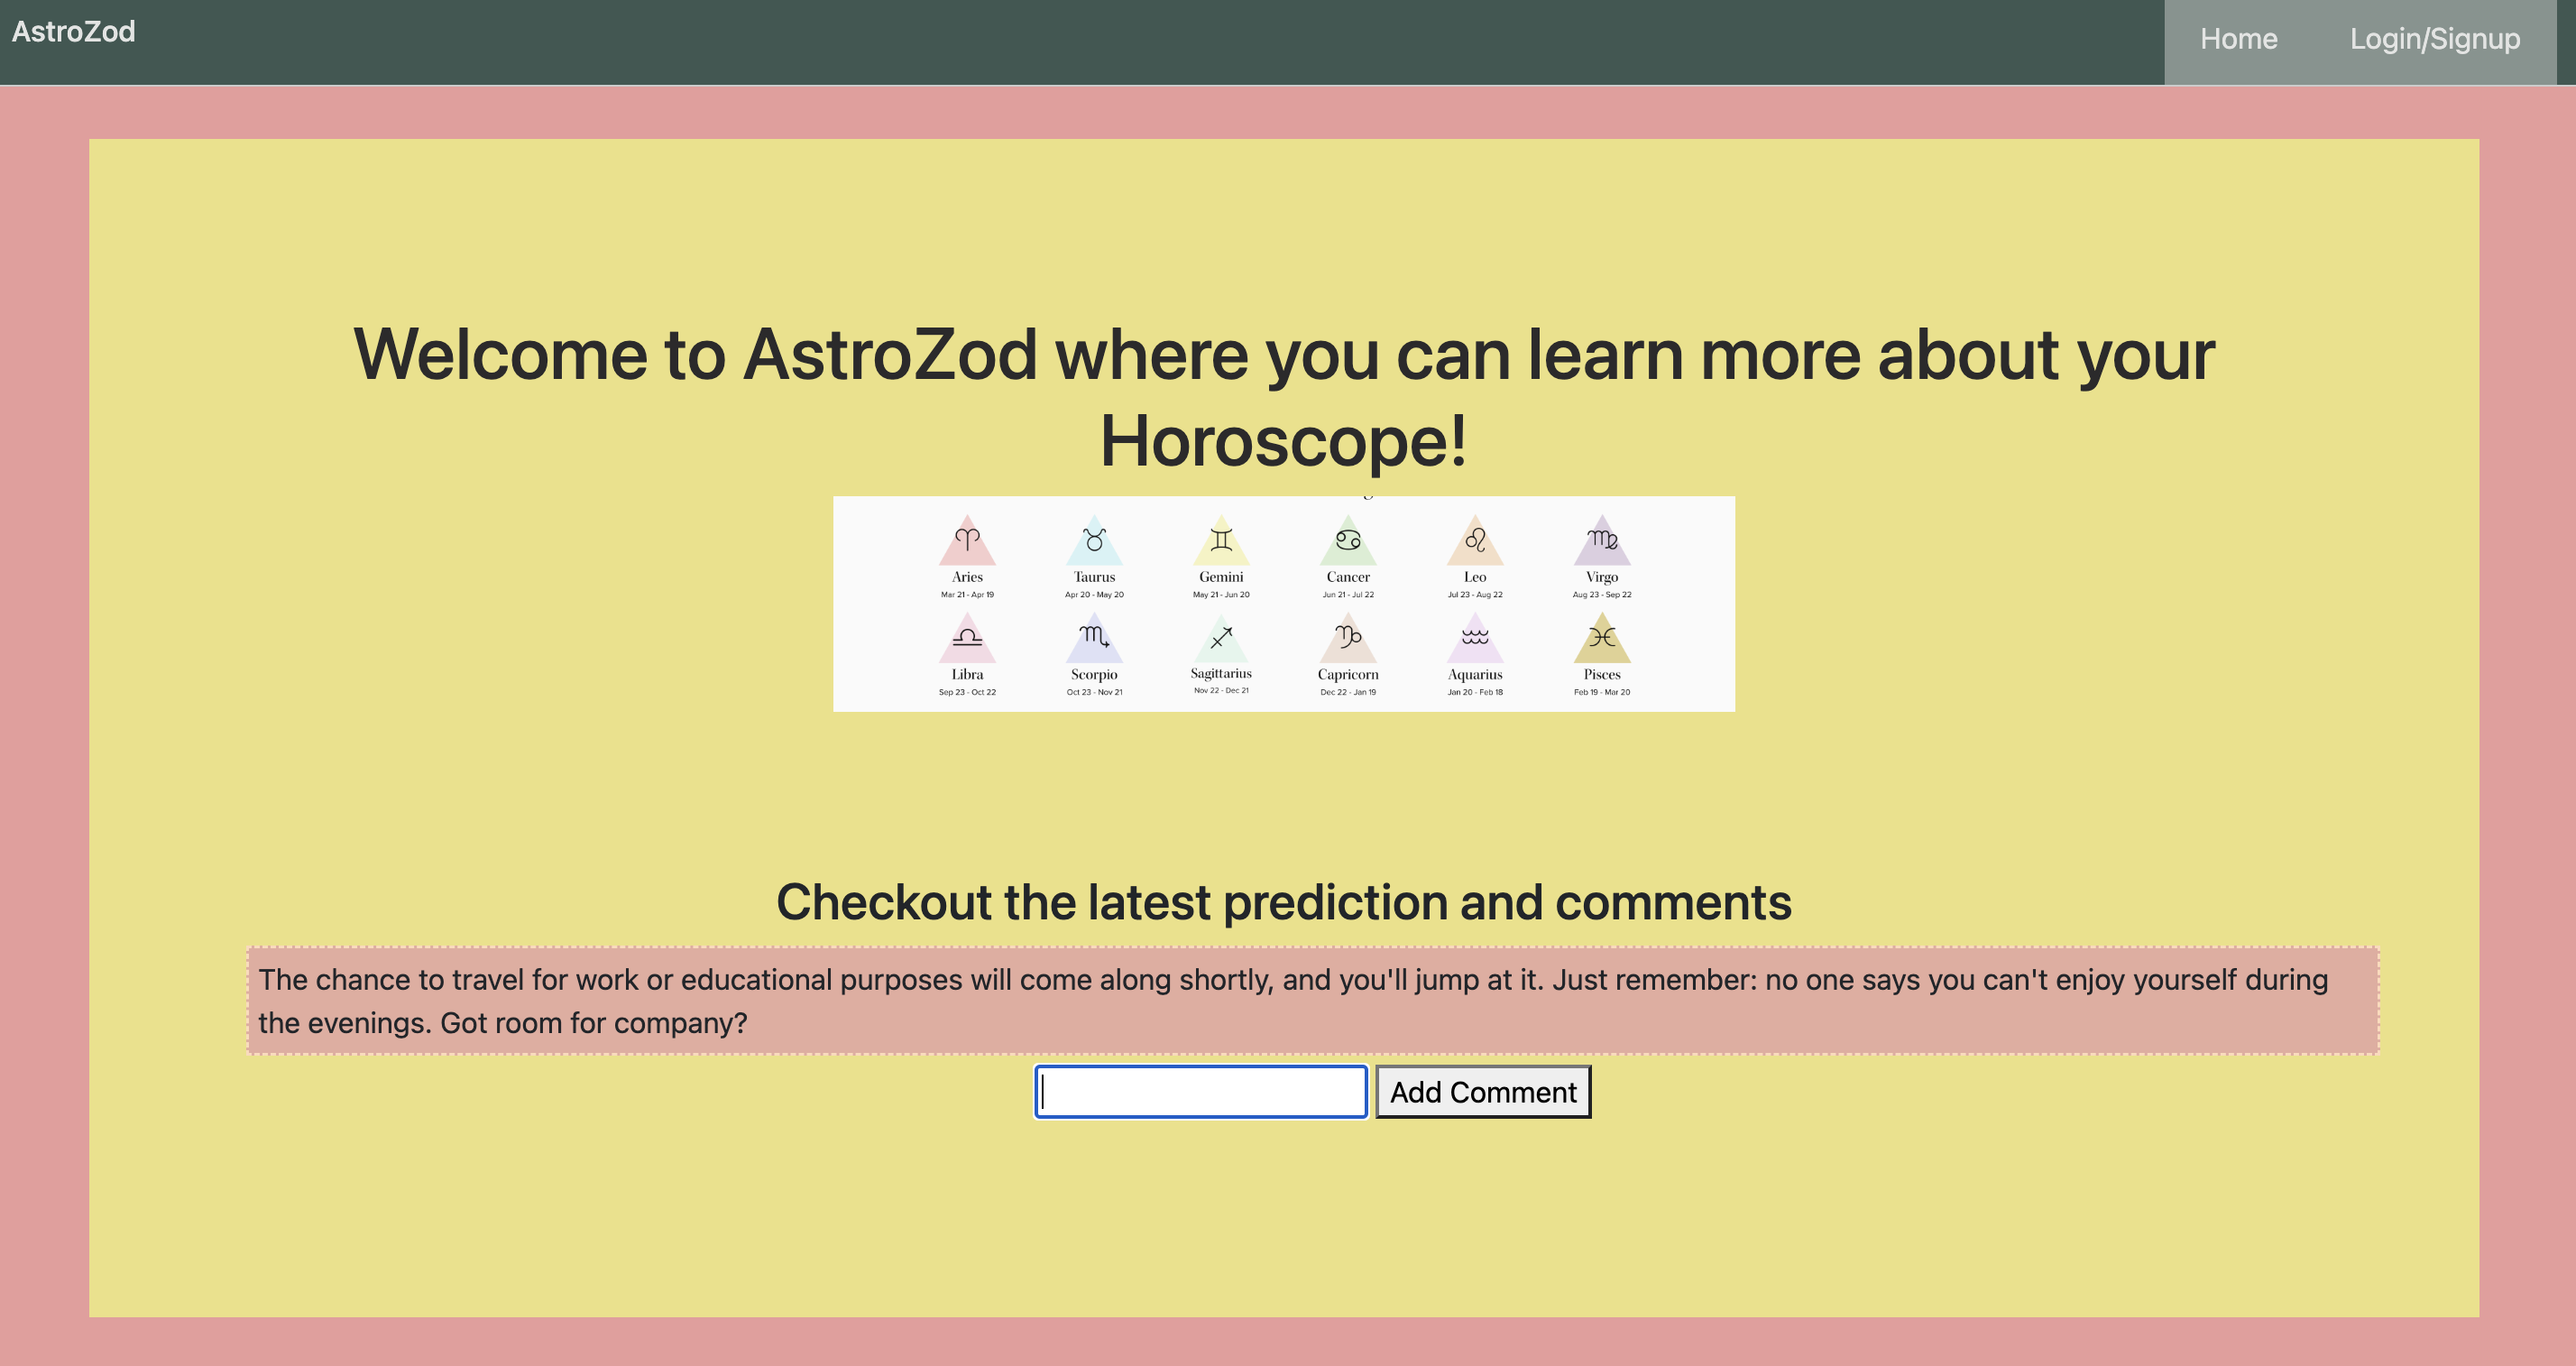 AstroZod
Home Login/Signup
Welcome to AstroZod where you can learn more about your
Horoscope!
Aries Taurus Gemini Cancer Leo Virgo
Mar 21 - Apr 19 Apr 20 - May 20 May 21 - Jun 20 Jun 21 - Jul 22 Jul 23 - Aug 22 Aug 23 - Sep 22
Libra Scorpio Sagittarius Capricorn Aquarius Pisces
Sep 23 - Oct 22 Oct 23 - Nov 21 Nov 22 - Dec 21 Dec 22 - Jan 19 Jan 20 - Feb 18 Feb 19 - Mar 20
Checkout the latest prediction and comments
The chance to travel for work or educational purposes will come along shortly, and you'll jump at it. Just remember: no one says you can't enjoy yourself during
the evenings. Got room for company?
Add Comment